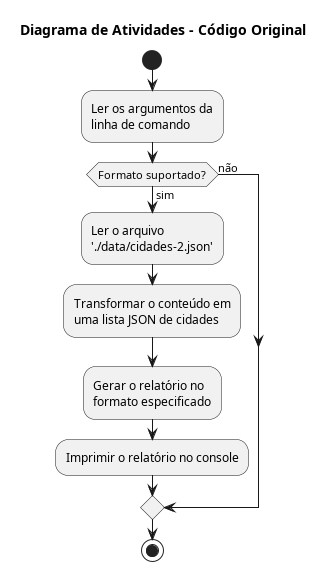 Diagrama de Atividades - Código Original
Ler os argumentos da
linha de comando
Formato suportado?
não
sim
Ler o arquivo
'./data/cidades-2.json'
Transformar o conteúdo em
uma lista JSON de cidades
Gerar o relatório no
formato especificado
Imprimir o relatório no console